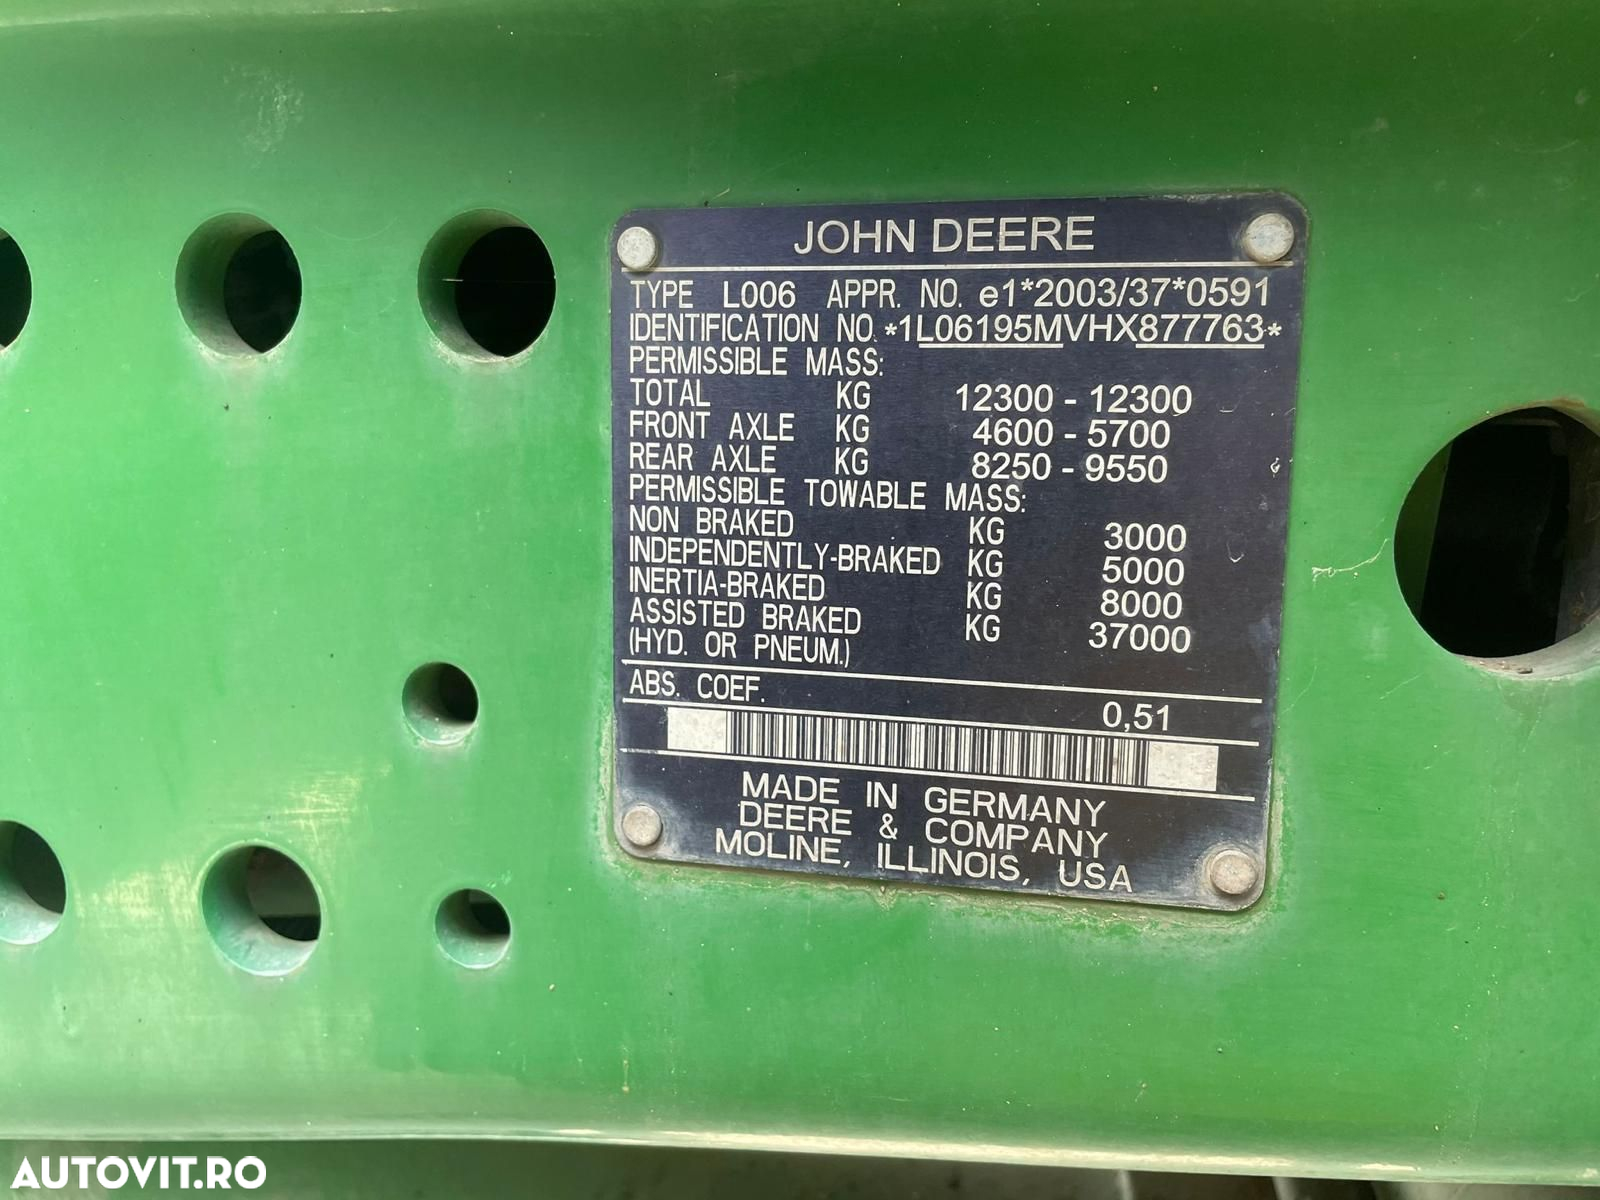 JOHN DEERE
TYPE L006 APPR. NO. e1*2003/37*0591
IDENTIFICATION NO. *1L06195MVHX877763*
PERMISSIBLE MASS:
TOTAL KG 12300 - 12300
FRONT AXLE KG 4600 - 5700
REAR AXLE KG 8250 - 9550
PERMISSIBLE TOWABLE MASS:
NON BRAKED KG 3000
INDEPENDENTLY-BRAKED KG 5000
INERTIA-BRAKED KG 8000
ASSISTED BRAKED KG 37000
(HYD. OR PNEUM.)
ABS. COEF. 0,51
MADE IN GERMANY
DEERE & COMPANY
MOLINE, ILLINOIS, USA
AUTOVIT.RO